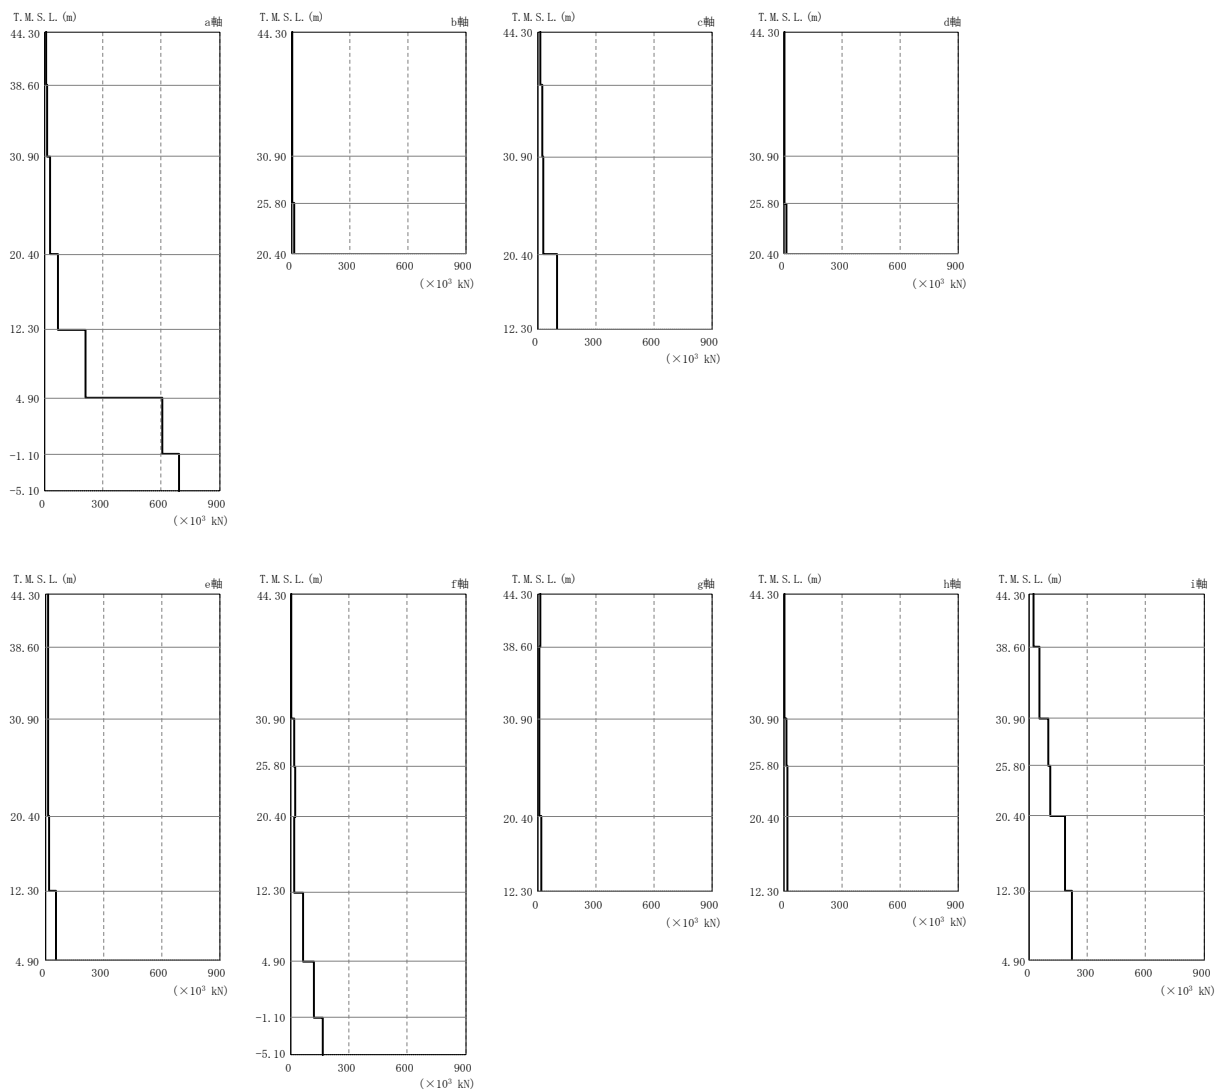 T.M.S.L.(m) a軸
44.30
38.60
30.90
20.40
12.30
4.90
-1.10
-5.10
0 300 600 900
(×10³ kN)
T.M.S.L.(m) b軸
44.30
30.90
25.80
20.40
0 300 600 900
(×10³ kN)
T.M.S.L.(m) c軸
44.30
30.90
20.40
12.30
0 300 600 900
(×10³ kN)
T.M.S.L.(m) d軸
44.30
30.90
25.80
20.40
0 300 600 900
(×10³ kN)
T.M.S.L.(m) e軸
44.30
38.60
30.90
20.40
12.30
4.90
0 300 600 900
(×10³ kN)
T.M.S.L.(m) f軸
44.30
30.90
25.80
20.40
12.30
4.90
-1.10
-5.10
0 300 600 900
(×10³ kN)
T.M.S.L.(m) g軸
44.30
38.60
30.90
20.40
12.30
0 300 600 900
(×10³ kN)
T.M.S.L.(m) h軸
44.30
30.90
25.80
20.40
12.30
0 300 600 900
(×10³ kN)
T.M.S.L.(m) i軸
44.30
38.60
30.90
25.80
20.40
12.30
4.90
0 300 600 900
(×10³ kN)